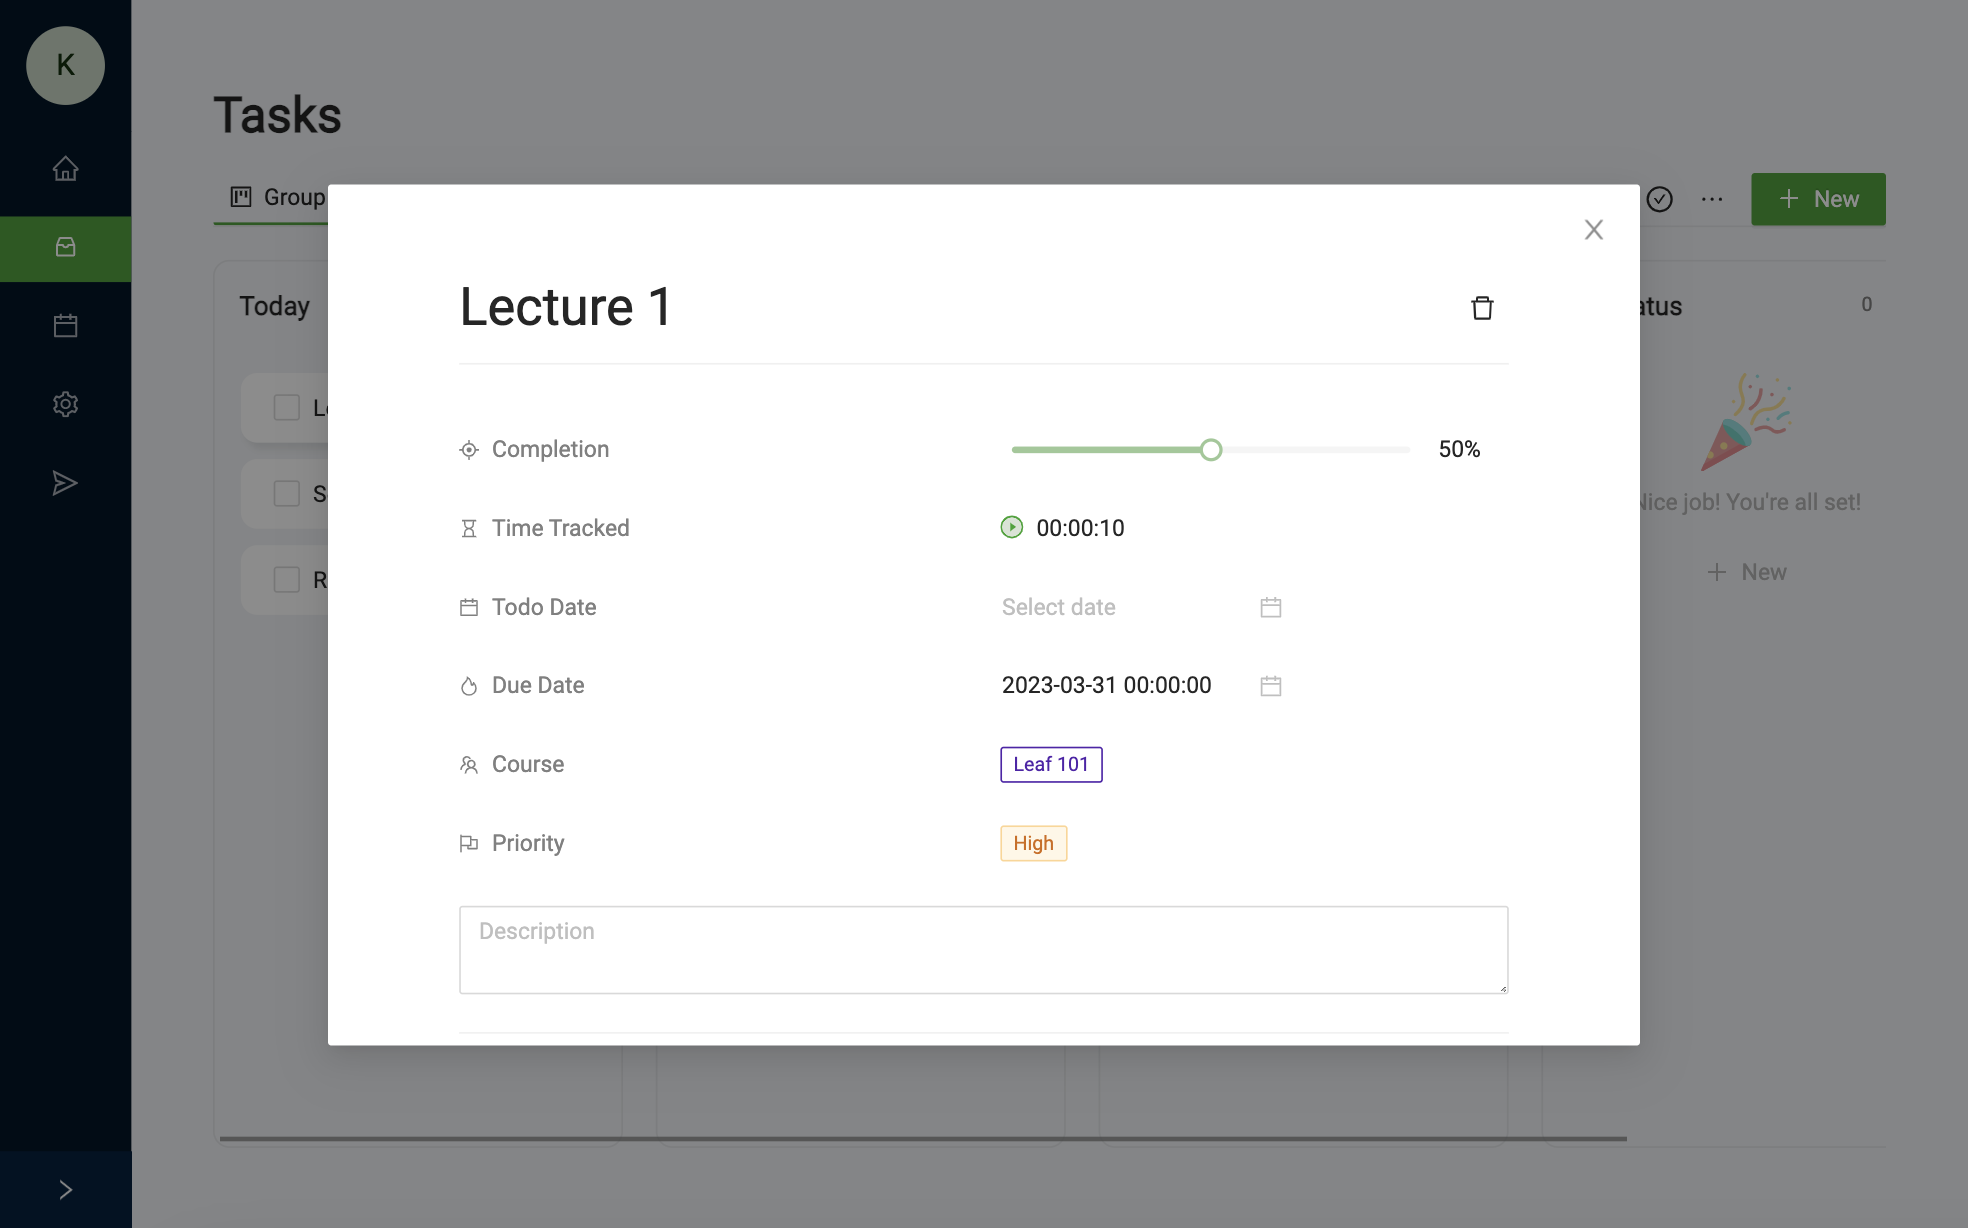 K
Tasks
Group
New
Today
atus
0
Lecture 1
Completion
50%
Time Tracked
00:00:10
Todo Date
Select date
Due Date
2023-03-31 00:00:00
Course
Leaf 101
Priority
High
Description
S
R
Nice job! You're all set!
New